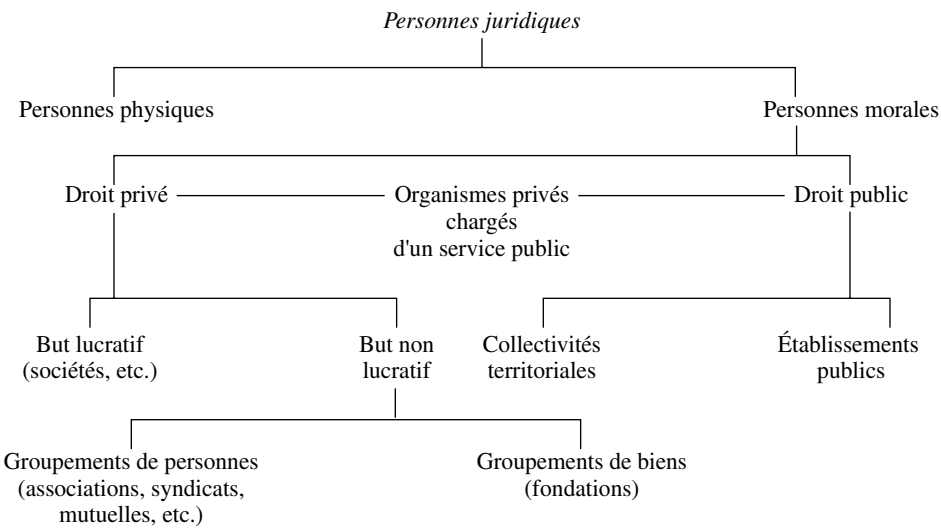 Personnes juridiques
Personnes physiques
Personnes morales
Droit privé
Organismes privés
chargés
d'un service public
Droit public
But lucratif
(sociétés, etc.)
But non
lucratif
Collectivités
territoriales
Établissements
publics
Groupements de personnes
(associations, syndicats,
mutuelles, etc.)
Groupements de biens
(fondations)